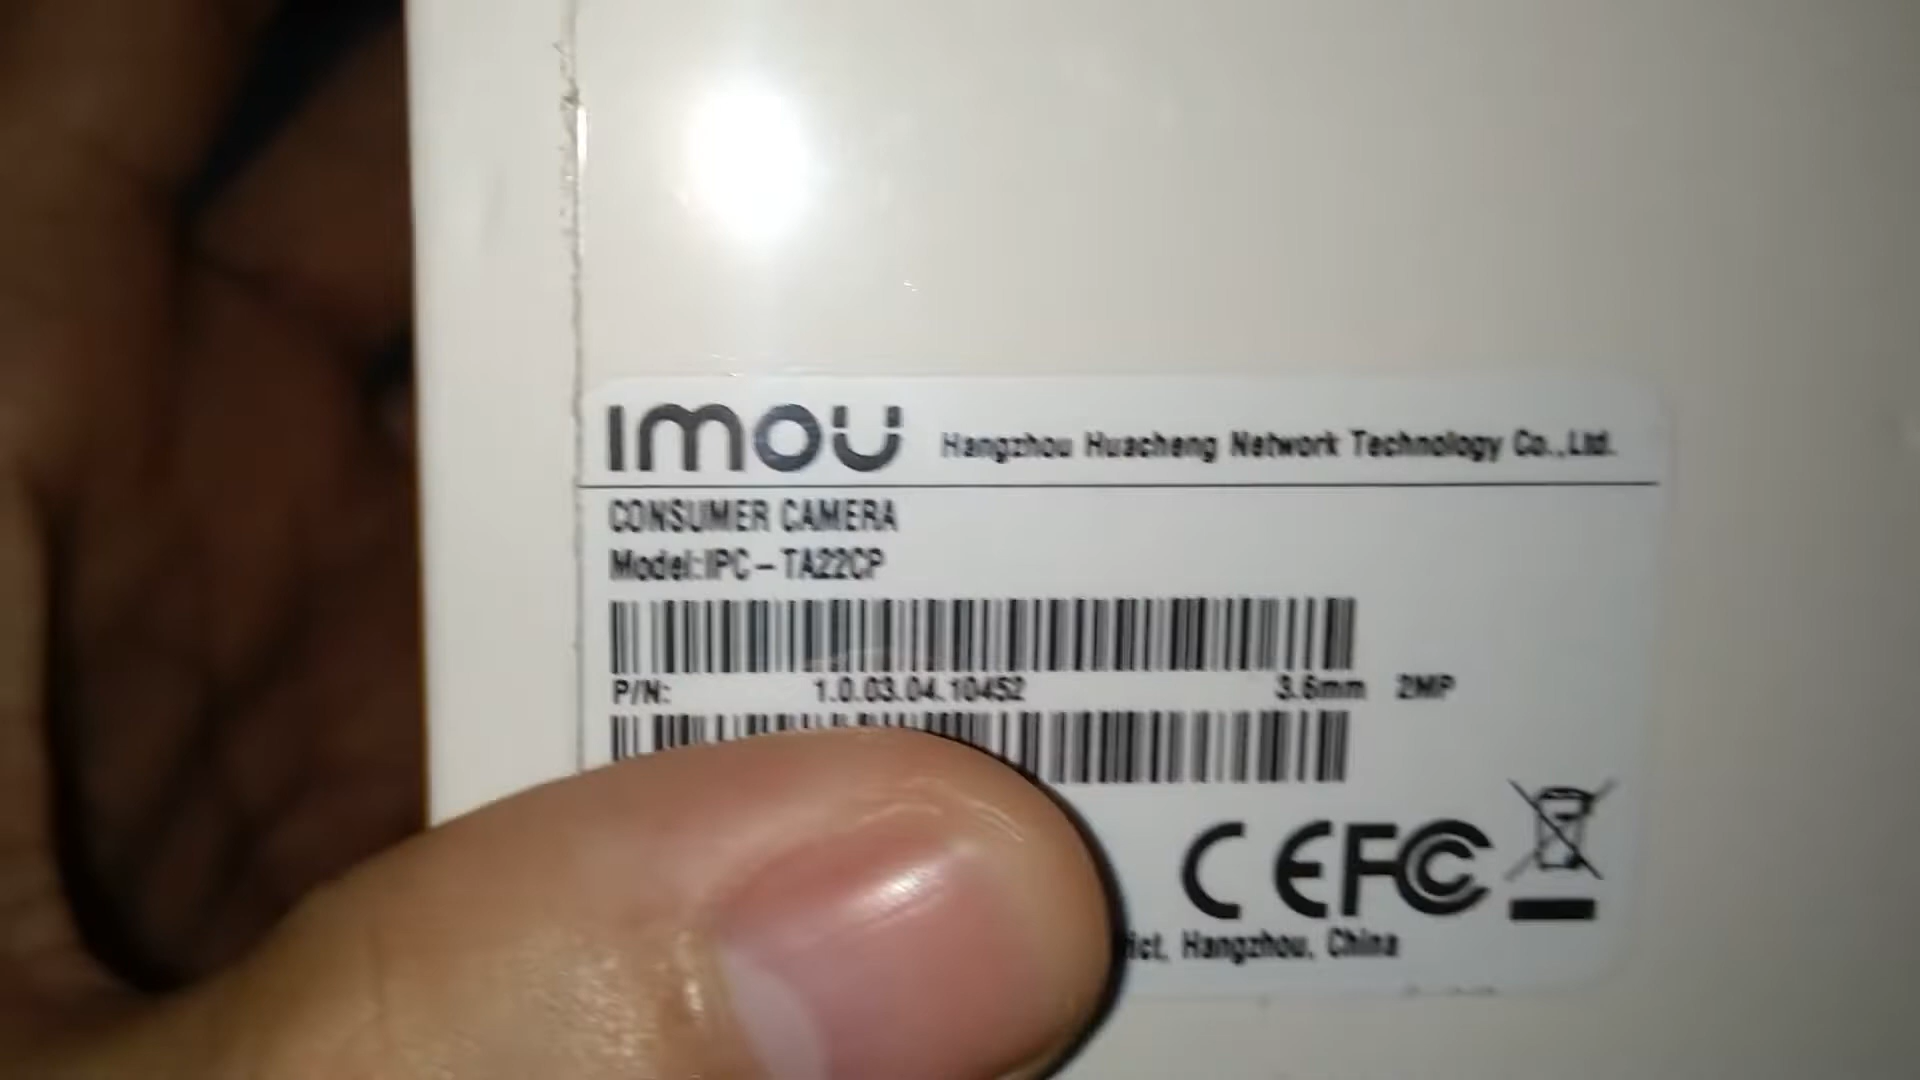 imou Hangzhou Huacheng Network Technology Co.,Ltd.
CONSUMER CAMERA
Model:IPC-TA22CP
P/N: 1.0.03.04.10452 3.6mm 2MP
CE FC
Hangzhou, China